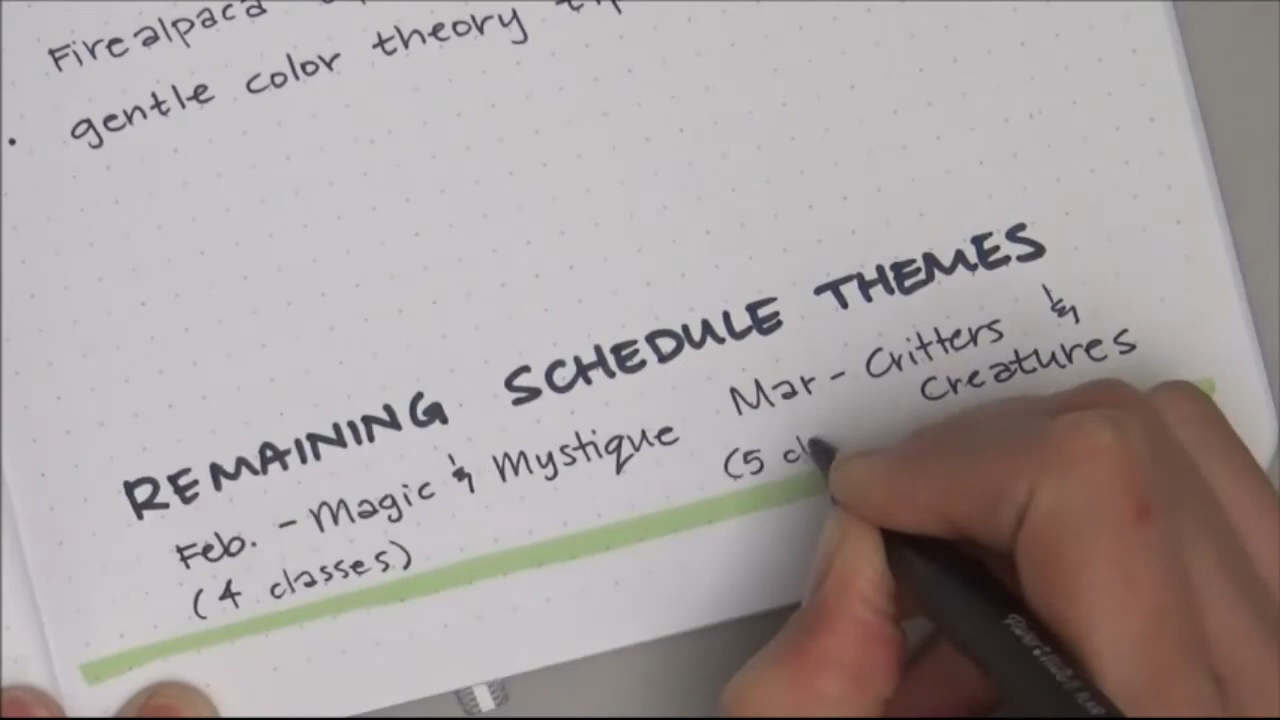 Firealpaca
• gentle color theory
REMAINING SCHEDULE THEMES
Feb. - Magic & Mystique
(4 classes)
Mar - Critters &
Creatures
(5 cl